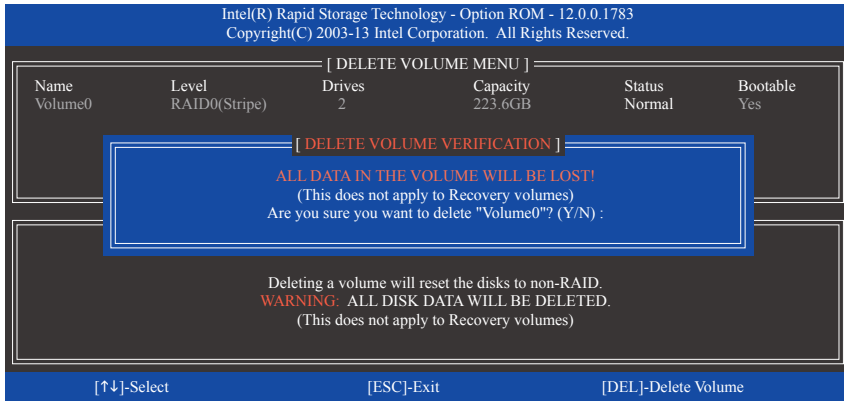 Intel(R) Rapid Storage Technology - Option ROM - 12.0.0.1783
Copyright(C) 2003-13 Intel Corporation.  All Rights Reserved.
[ DELETE VOLUME MENU ]
Name Level Drives Capacity Status Bootable
Volume0 RAID0(Stripe) 2 223.6GB Normal Yes
[ DELETE VOLUME VERIFICATION ]
ALL DATA IN THE VOLUME WILL BE LOST!
(This does not apply to Recovery volumes)
Are you sure you want to delete "Volume0"? (Y/N) :
Deleting a volume will reset the disks to non-RAID.
WARNING:  ALL DISK DATA WILL BE DELETED.
(This does not apply to Recovery volumes)
[↑↓]-Select [ESC]-Exit [DEL]-Delete Volume